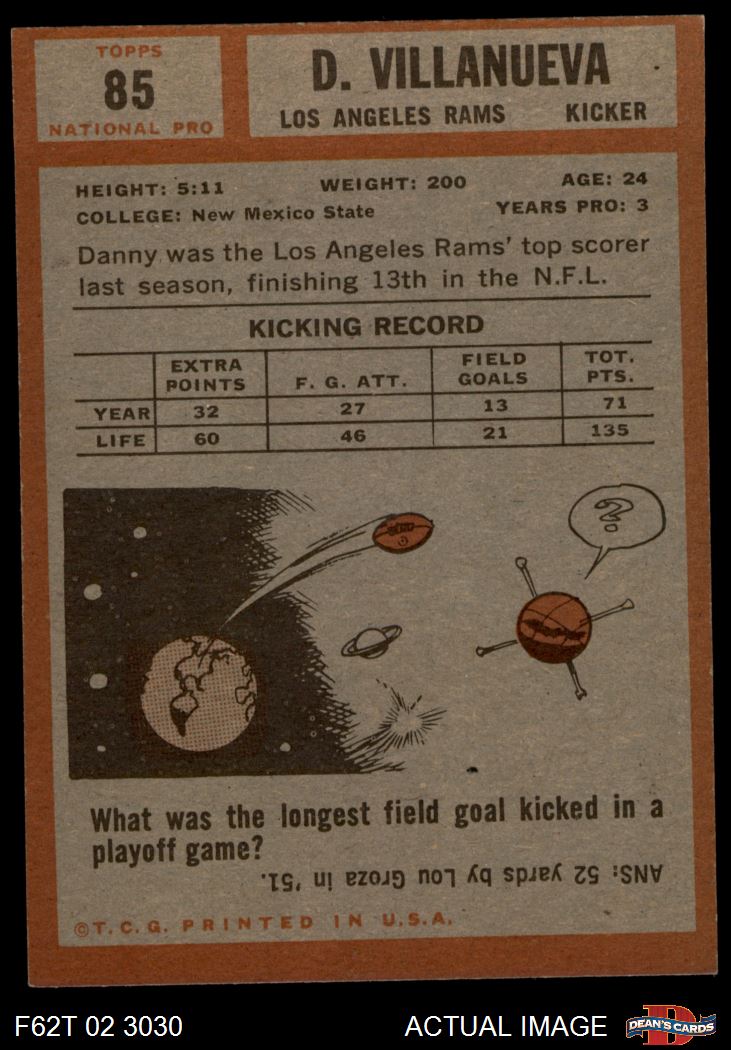 TOPPS
85
NATIONAL PRO
D. VILLANUEVA
LOS ANGELES RAMS KICKER
HEIGHT: 5:11 WEIGHT: 200 AGE: 24
COLLEGE: New Mexico State YEARS PRO: 3
Danny was the Los Angeles Rams' top scorer
last season, finishing 13th in the N.F.L.
KICKING RECORD
EXTRA POINTS F. G. ATT. FIELD GOALS TOT. PTS.
YEAR 32 27 13 71
LIFE 60 46 21 135
?
What was the longest field goal kicked in a
playoff game?
ANS: 52 yards by Lou Groza in '51.
©T.C.G. PRINTED IN U.S.A.
F62T 02 3030 ACTUAL IMAGE DEAN'S CARDS